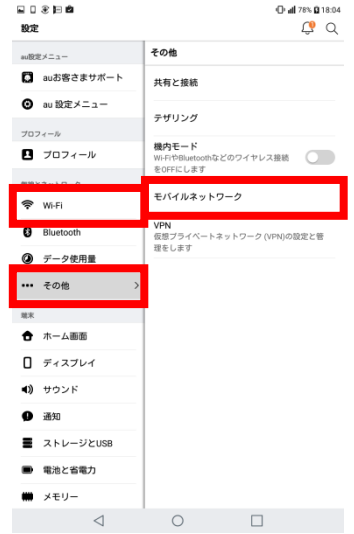 78% 18:04
設定
au設定メニュー
auお客さまサポート
au 設定メニュー
プロフィール
プロフィール
Wi-Fi
Bluetooth
データ使用量
その他
端末
ホーム画面
ディスプレイ
サウンド
通知
ストレージとUSB
電池と省電力
メモリー
その他
共有と接続
テザリング
機内モード
Wi-FiやBluetoothなどのワイヤレス接続
をOFFにします
モバイルネットワーク
VPN
仮想プライベートネットワーク (VPN)の設定と管
理をします